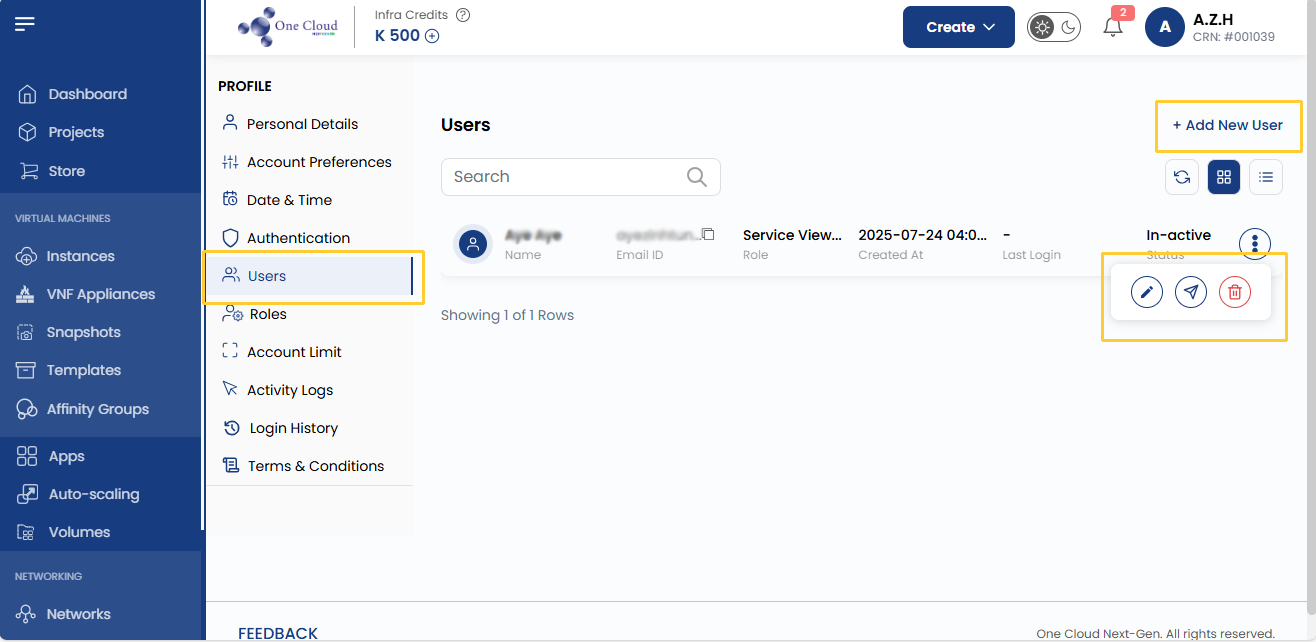 One Cloud
Infra Credits
K 500
Create
2
A
A.Z.H
CRN: #001039
Dashboard
Projects
Store
VIRTUAL MACHINES
Instances
VNF Appliances
Snapshots
Templates
Affinity Groups
Apps
Auto-scaling
Volumes
NETWORKING
Networks
PROFILE
Personal Details
Account Preferences
Date & Time
Authentication
Users
Roles
Account Limit
Activity Logs
Login History
Terms & Conditions
Users
+ Add New User
Search
Name
Email ID
Service View...
Role
2025-07-24 04:0...
Created At
-
Last Login
In-active
Status
Showing 1 of 1 Rows
FEEDBACK
One Cloud Next-Gen. All rights reserved.